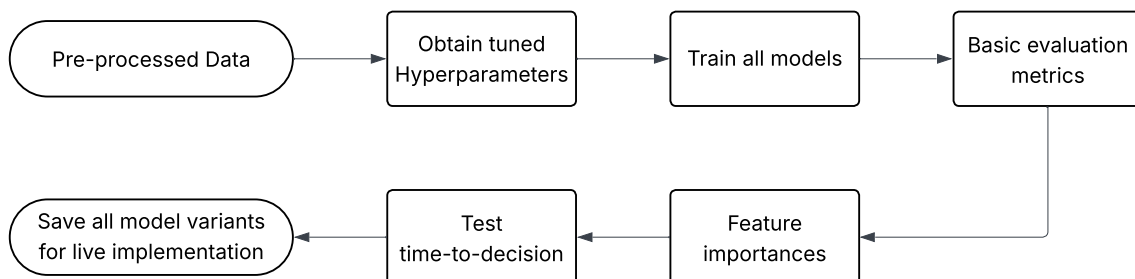 Pre-processed Data
Obtain tuned
Hyperparameters
Train all models
Basic evaluation
metrics
Feature
importances
Test
time-to-decision
Save all model variants
for live implementation